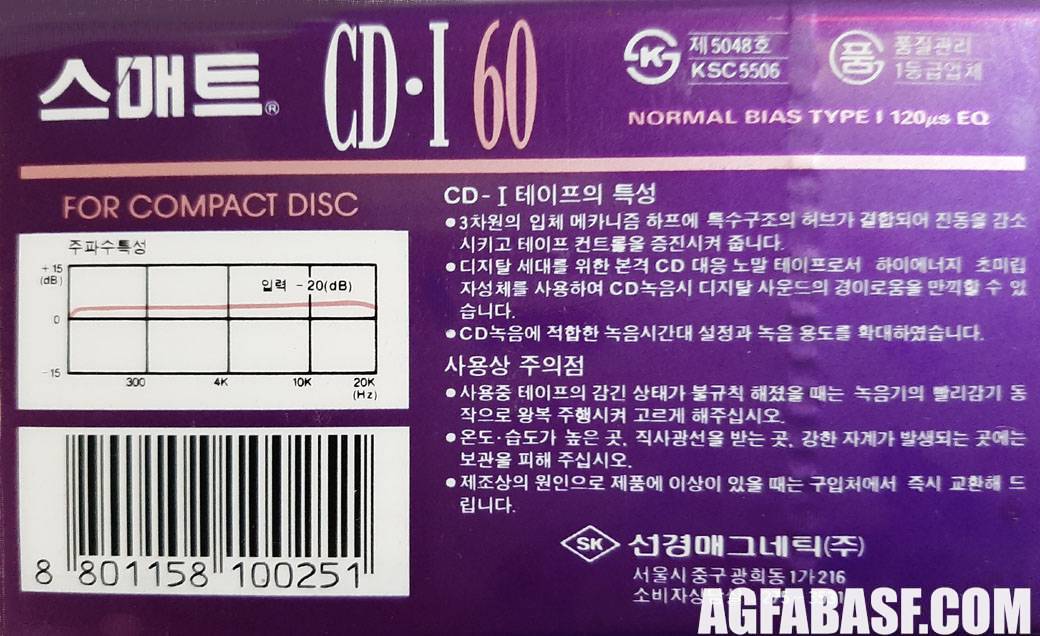 스매트® CD·I 60
제5048호
KSC5506
품
품질관리
1등급업체
NORMAL BIAS TYPE I 120μs EQ
FOR COMPACT DISC
주파수특성
+15
(dB)
입력 -20(dB)
0
-15
300 4K 10K 20K
(Hz)
8 801158 100251
CD-I 테이프의 특성
●3차원의 입체 메카니즘 하프에 특수구조의 허브가 결합되어 진동을 감소
시키고 테이프 컨트롤을 증진시켜 줍니다.
●디지탈 세대를 위한 본격 CD 대응 노말 테이프로서 하이에너지 초미립
자성체를 사용하여 CD녹음시 디지탈 사운드의 경이로움을 만끽할 수 있
습니다.
●CD녹음에 적합한 녹음시간대 설정과 녹음 용도를 확대하였습니다.
사용상 주의점
●사용중 테이프의 감긴 상태가 불규칙 해졌을 때는 녹음기의 빨리감기 동
작으로 왕복 주행시켜 고르게 해주십시오.
●온도·습도가 높은 곳, 직사광선을 받는 곳, 강한 자계가 발생되는 곳에는
보관을 피해 주십시오.
●제조상의 원인으로 제품에 이상이 있을 때는 구입처에서 즉시 교환해 드
립니다.
SK 선경매그네틱(주)
서울시 중구 광희동 1가 216
AGFABASF.COM